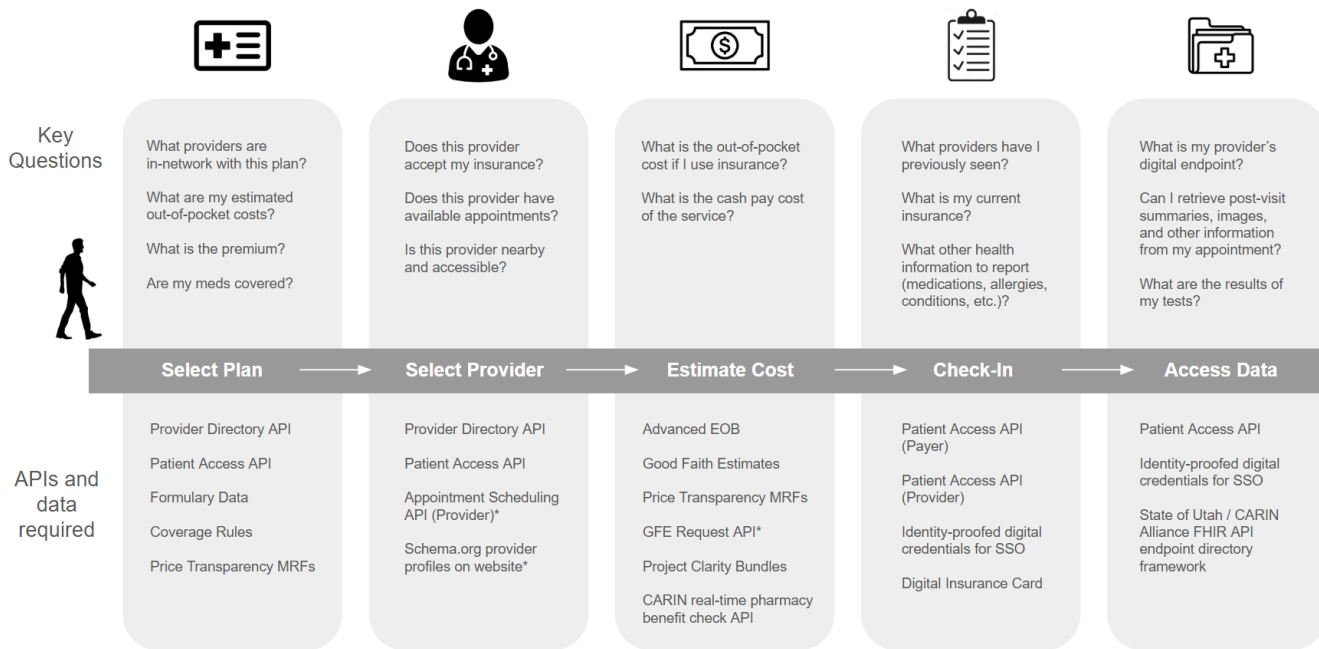 Key
Questions
What providers are
in-network with this plan?
What are my estimated
out-of-pocket costs?
What is the premium?
Are my meds covered?
Does this provider
accept my insurance?
Does this provider have
available appointments?
Is this provider nearby
and accessible?
What is the out-of-pocket
cost if I use insurance?
What is the cash pay cost
of the service?
What providers have I
previously seen?
What is my current
insurance?
What other health
information to report
(medications, allergies,
conditions, etc.)?
What is my provider's
digital endpoint?
Can I retrieve post-visit
summaries, images,
and other information
from my appointment?
What are the results of
my tests?
Select Plan
Select Provider
Estimate Cost
Check-In
Access Data
APIs and
data
required
Provider Directory API
Patient Access API
Formulary Data
Coverage Rules
Price Transparency MRFs
Provider Directory API
Patient Access API
Appointment Scheduling
API (Provider)*
Schema.org provider
profiles on website*
Advanced EOB
Good Faith Estimates
Price Transparency MRFs
GFE Request API*
Project Clarity Bundles
CARIN real-time pharmacy
benefit check API
Patient Access API
(Payer)
Patient Access API
(Provider)
Identity-proofed digital
credentials for SSO
Digital Insurance Card
Patient Access API
Identity-proofed digital
credentials for SSO
State of Utah / CARIN
Alliance FHIR API
endpoint directory
framework